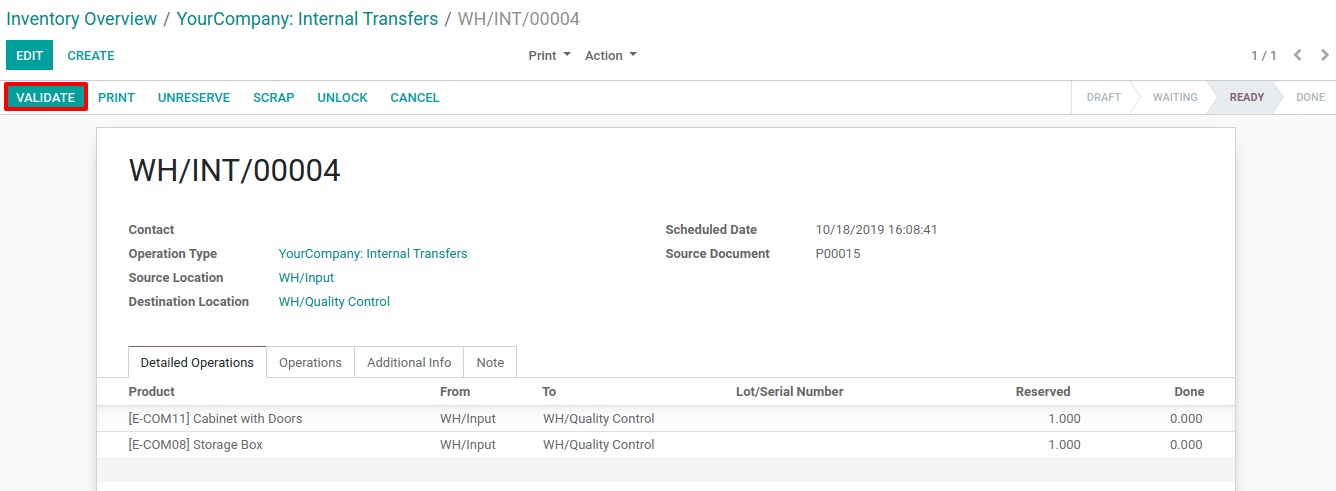 Inventory Overview / YourCompany: Internal Transfers / WH/INT/00004
EDIT CREATE Print Action 1 / 1
VALIDATE PRINT UNRESERVE SCRAP UNLOCK CANCEL DRAFT WAITING READY DONE
WH/INT/00004
Contact Scheduled Date 10/18/2019 16:08:41
Operation Type YourCompany: Internal Transfers Source Document P00015
Source Location WH/Input
Destination Location WH/Quality Control
Detailed Operations Operations Additional Info Note
Product From To Lot/Serial Number Reserved Done
[E-COM11] Cabinet with Doors WH/Input WH/Quality Control 1.000 0.000
[E-COM08] Storage Box WH/Input WH/Quality Control 1.000 0.000